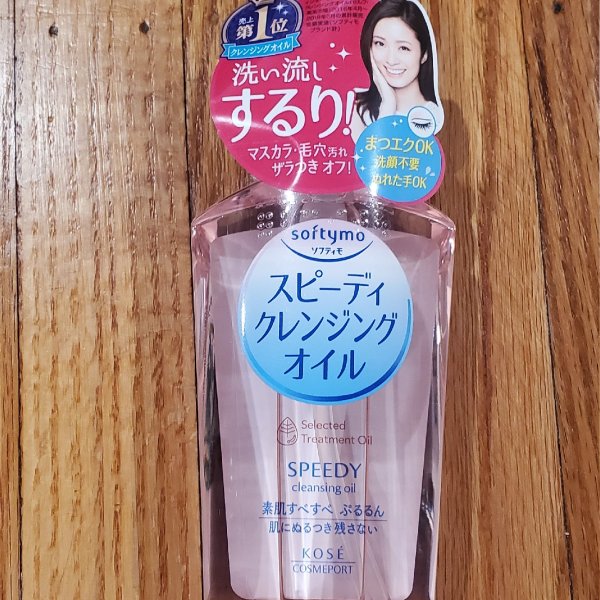 売上
第1位
クレンジングオイル
洗い流し
するり!
マスカラ・毛穴汚れ
ザラつきオフ!
まつエクOK
洗顔不要
ぬれた手OK
softymo
ソフティモ
スピーディ
クレンジング
オイル
Selected
Treatment Oil
SPEEDY
cleansing oil
素肌すべすべ ぷるるん
肌にぬるつき残さない
KOSÉ
COSMEPORT